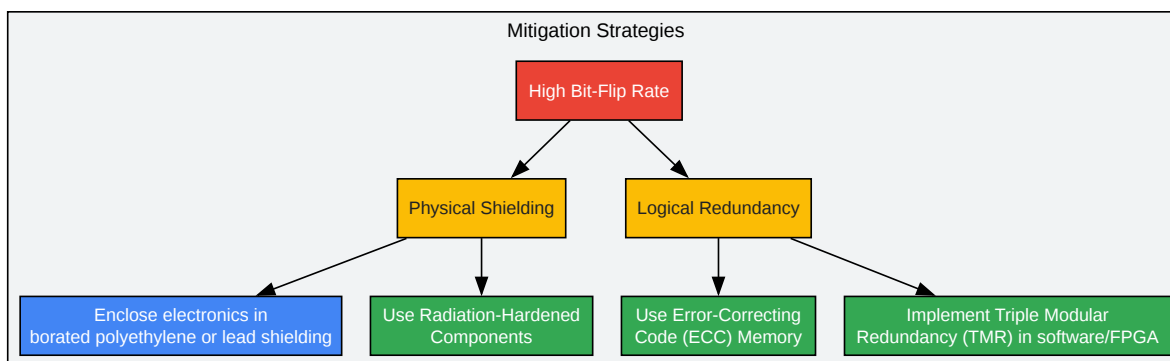 Mitigation Strategies
High Bit-Flip Rate
Physical Shielding
Logical Redundancy
Enclose electronics in
borated polyethylene or lead shielding
Use Radiation-Hardened
Components
Use Error-Correcting
Code (ECC) Memory
Implement Triple Modular
Redundancy (TMR) in software/FPGA